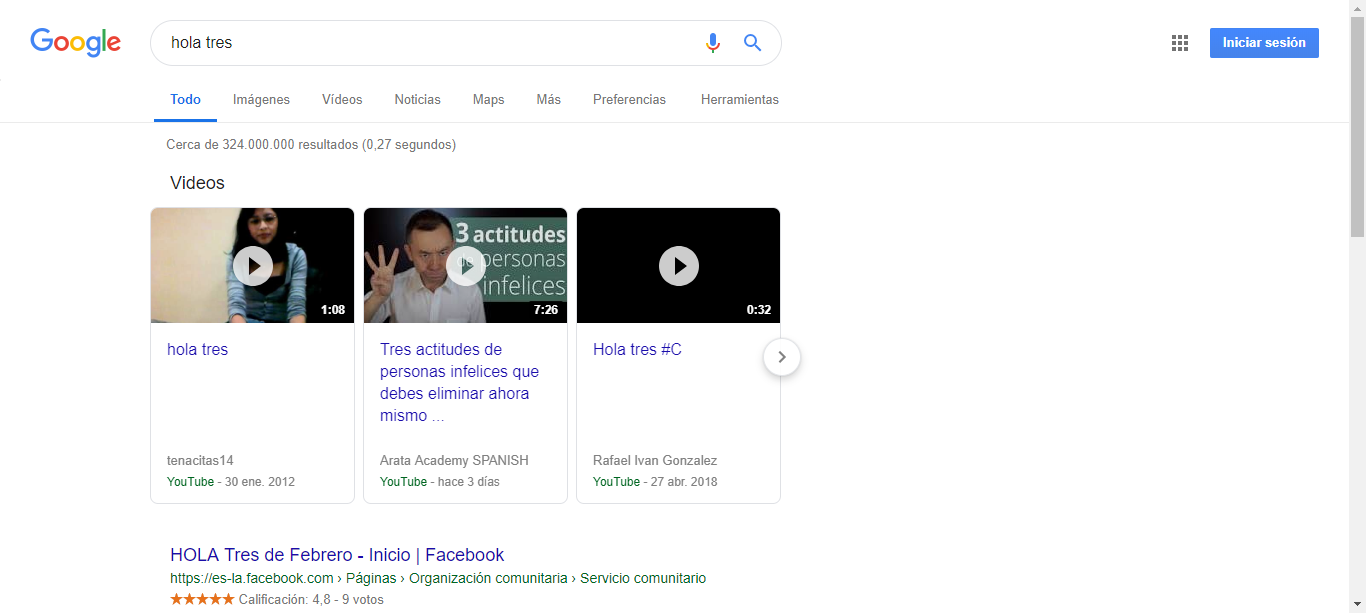 Google
hola tres
Iniciar sesión
Todo
Imágenes
Vídeos
Noticias
Maps
Más
Preferencias
Herramientas
Cerca de 324.000.000 resultados (0,27 segundos)
Videos
1:08
3 actitudes
de personas
infelices
7:26
0:32
hola tres
tenacitas14
YouTube - 30 ene. 2012
Tres actitudes de
personas infelices que
debes eliminar ahora
mismo ...
Arata Academy SPANISH
YouTube - hace 3 días
Hola tres #C
Rafael Ivan Gonzalez
YouTube - 27 abr. 2018
HOLA Tres de Febrero - Inicio | Facebook
https://es-la.facebook.com › Páginas › Organización comunitaria › Servicio comunitario
Calificación: 4,8 - 9 votos